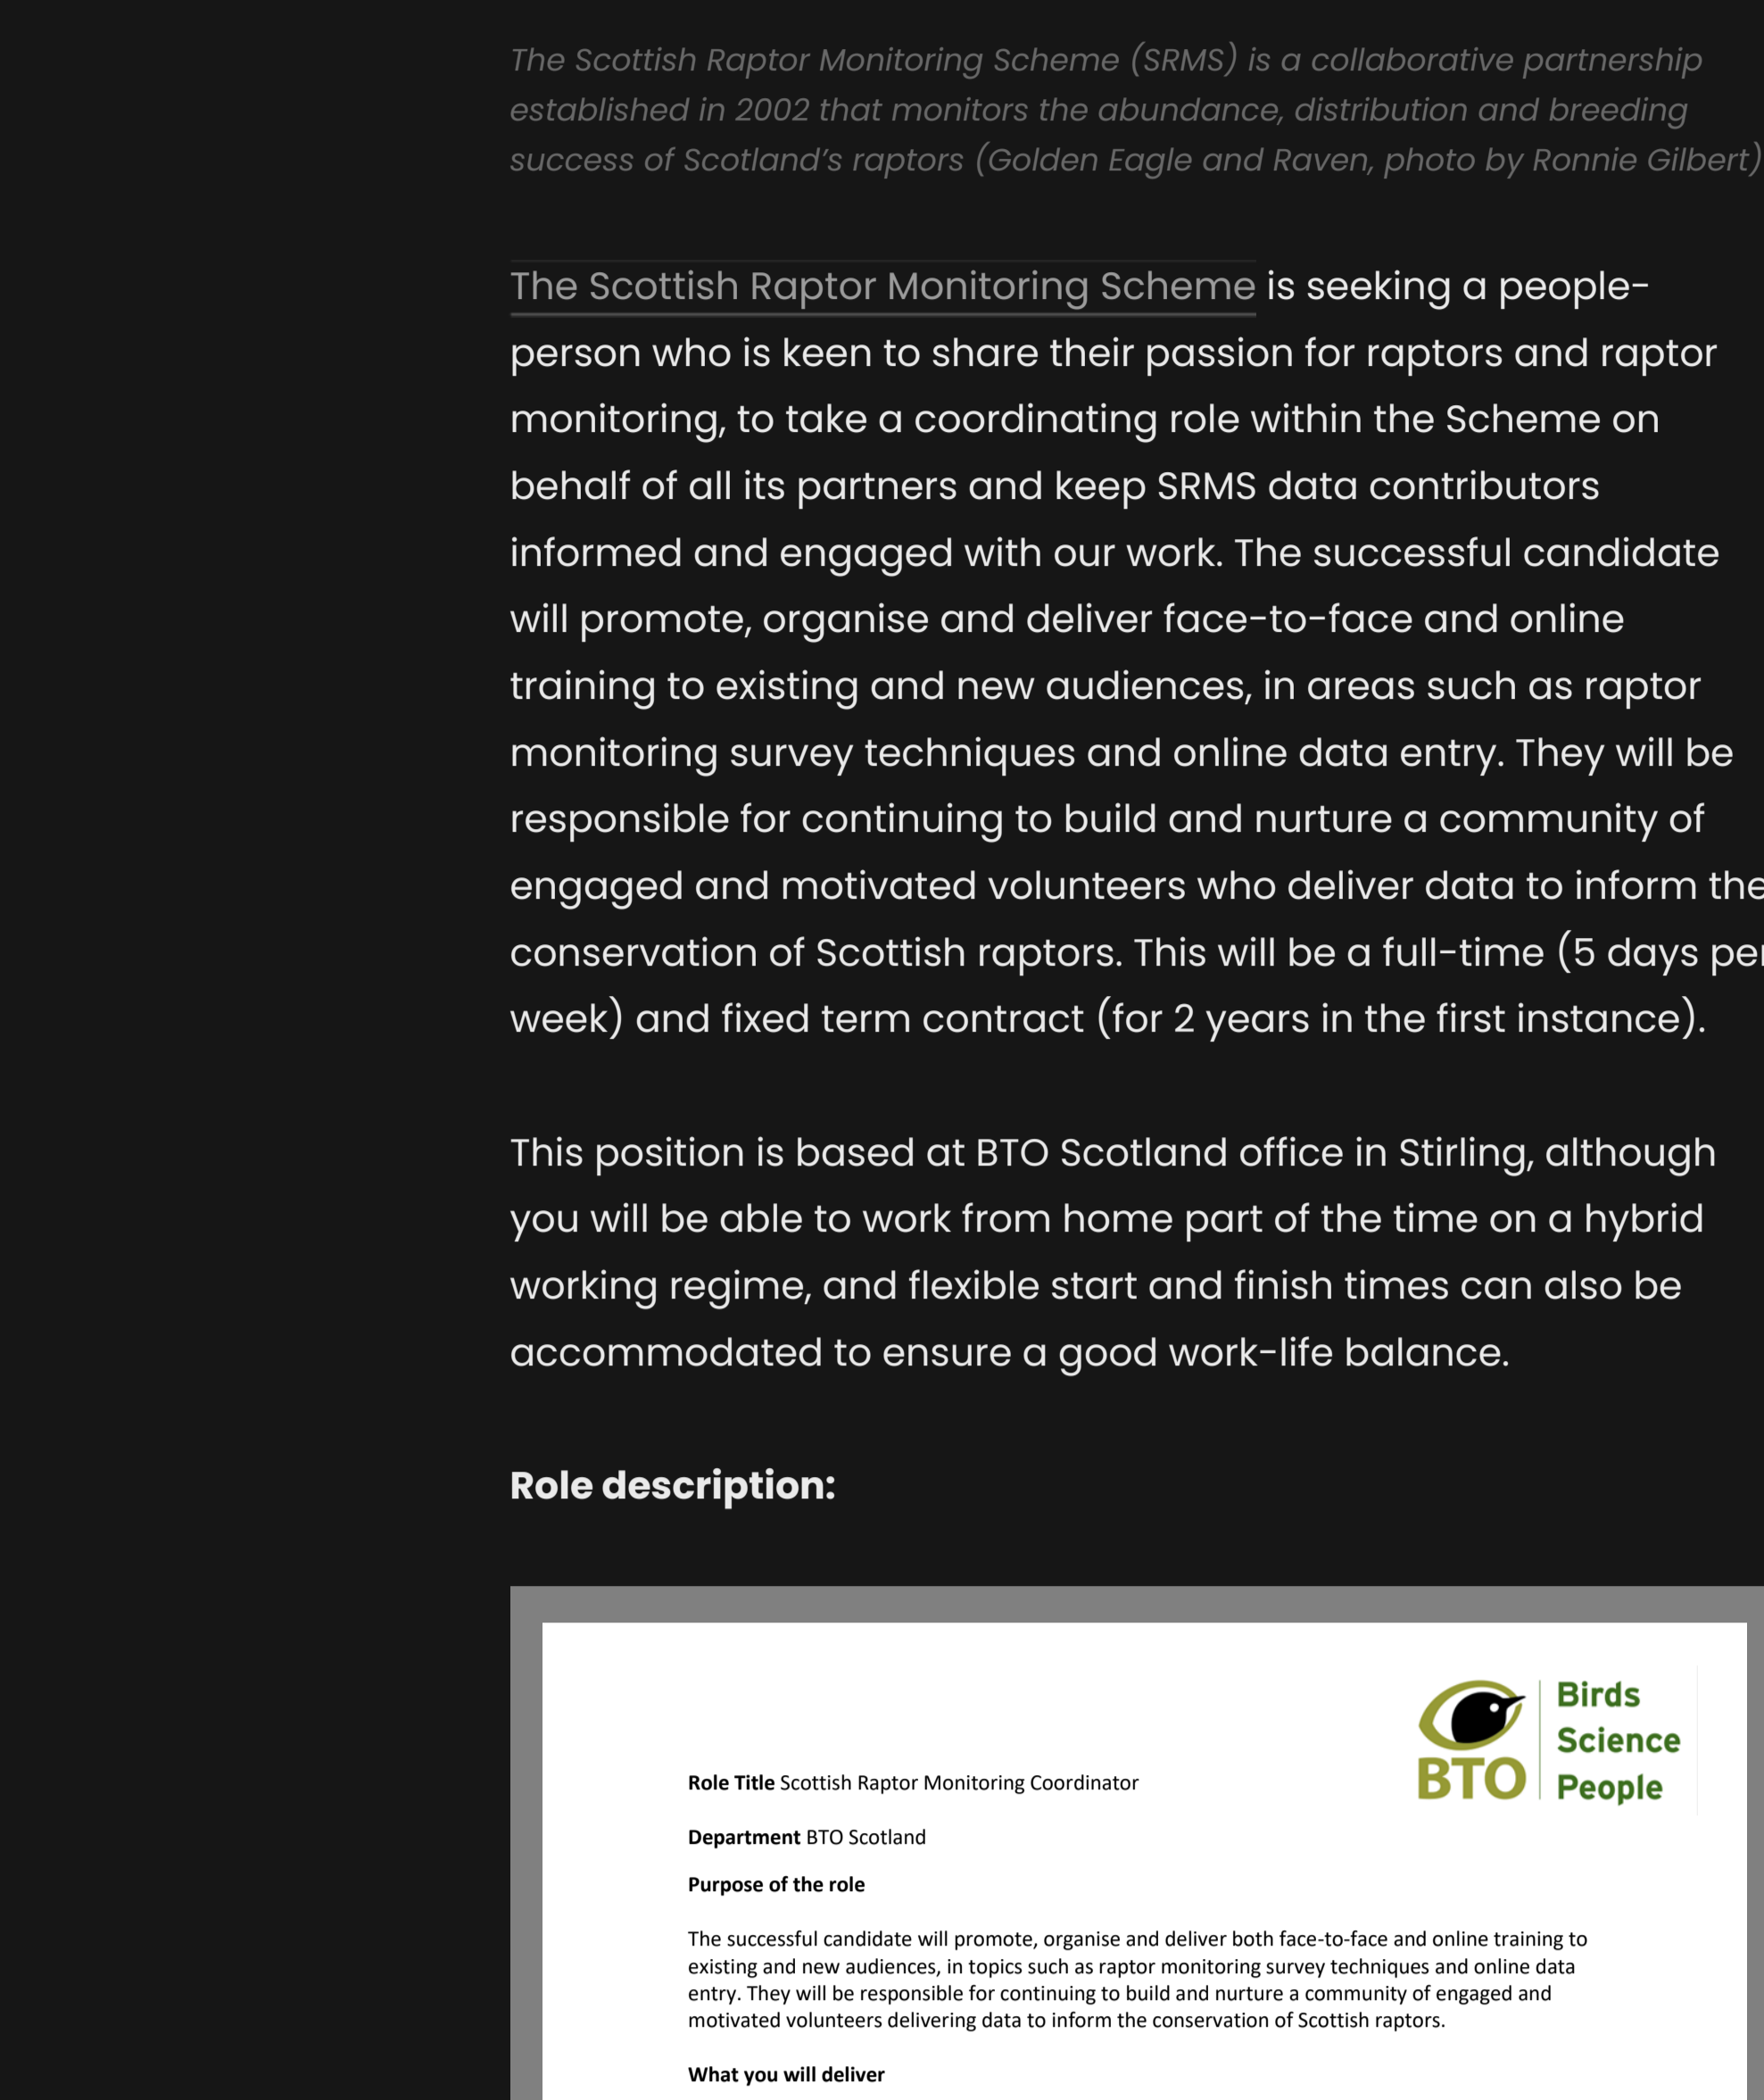 The Scottish Raptor Monitoring Scheme (SRMS) is a collaborative partnership
established in 2002 that monitors the abundance, distribution and breeding
success of Scotland's raptors (Golden Eagle and Raven, photo by Ronnie Gilbert)
The Scottish Raptor Monitoring Scheme is seeking a people-
person who is keen to share their passion for raptors and raptor
monitoring, to take a coordinating role within the Scheme on
behalf of all its partners and keep SRMS data contributors
informed and engaged with our work. The successful candidate
will promote, organise and deliver face-to-face and online
training to existing and new audiences, in areas such as raptor
monitoring survey techniques and online data entry. They will be
responsible for continuing to build and nurture a community of
engaged and motivated volunteers who deliver data to inform the
conservation of Scottish raptors. This will be a full-time (5 days per
week) and fixed term contract (for 2 years in the first instance).
This position is based at BTO Scotland office in Stirling, although
you will be able to work from home part of the time on a hybrid
working regime, and flexible start and finish times can also be
accommodated to ensure a good work-life balance.
Role description:
BTO
Birds
Science
People
Role Title Scottish Raptor Monitoring Coordinator
Department BTO Scotland
Purpose of the role
The successful candidate will promote, organise and deliver both face-to-face and online training to
existing and new audiences, in topics such as raptor monitoring survey techniques and online data
entry. They will be responsible for continuing to build and nurture a community of engaged and
motivated volunteers delivering data to inform the conservation of Scottish raptors.
What you will deliver